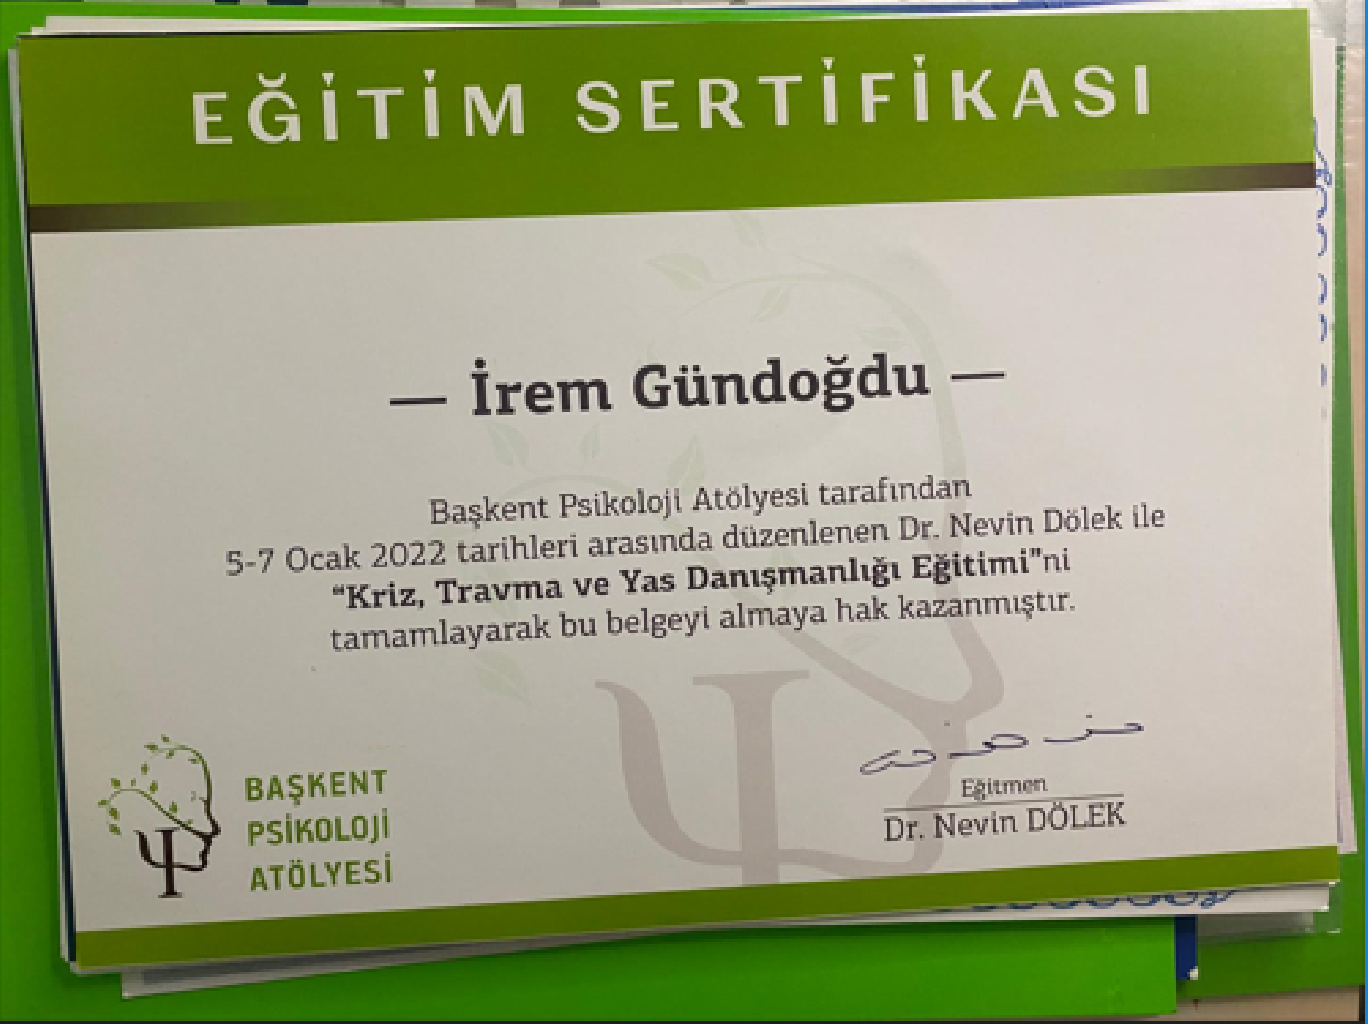 EĞİTİM SERTİFİKASI
— İrem Gündoğdu —
Başkent Psikoloji Atölyesi tarafından
5-7 Ocak 2022 tarihleri arasında düzenlenen Dr. Nevin Dölek ile
“Kriz, Travma ve Yas Danışmanlığı Eğitimi”ni
tamamlayarak bu belgeyi almaya hak kazanmıştır.
BAŞKENT
PSİKOLOJİ
ATÖLYESİ
Eğitmen
Dr. Nevin DÖLEK